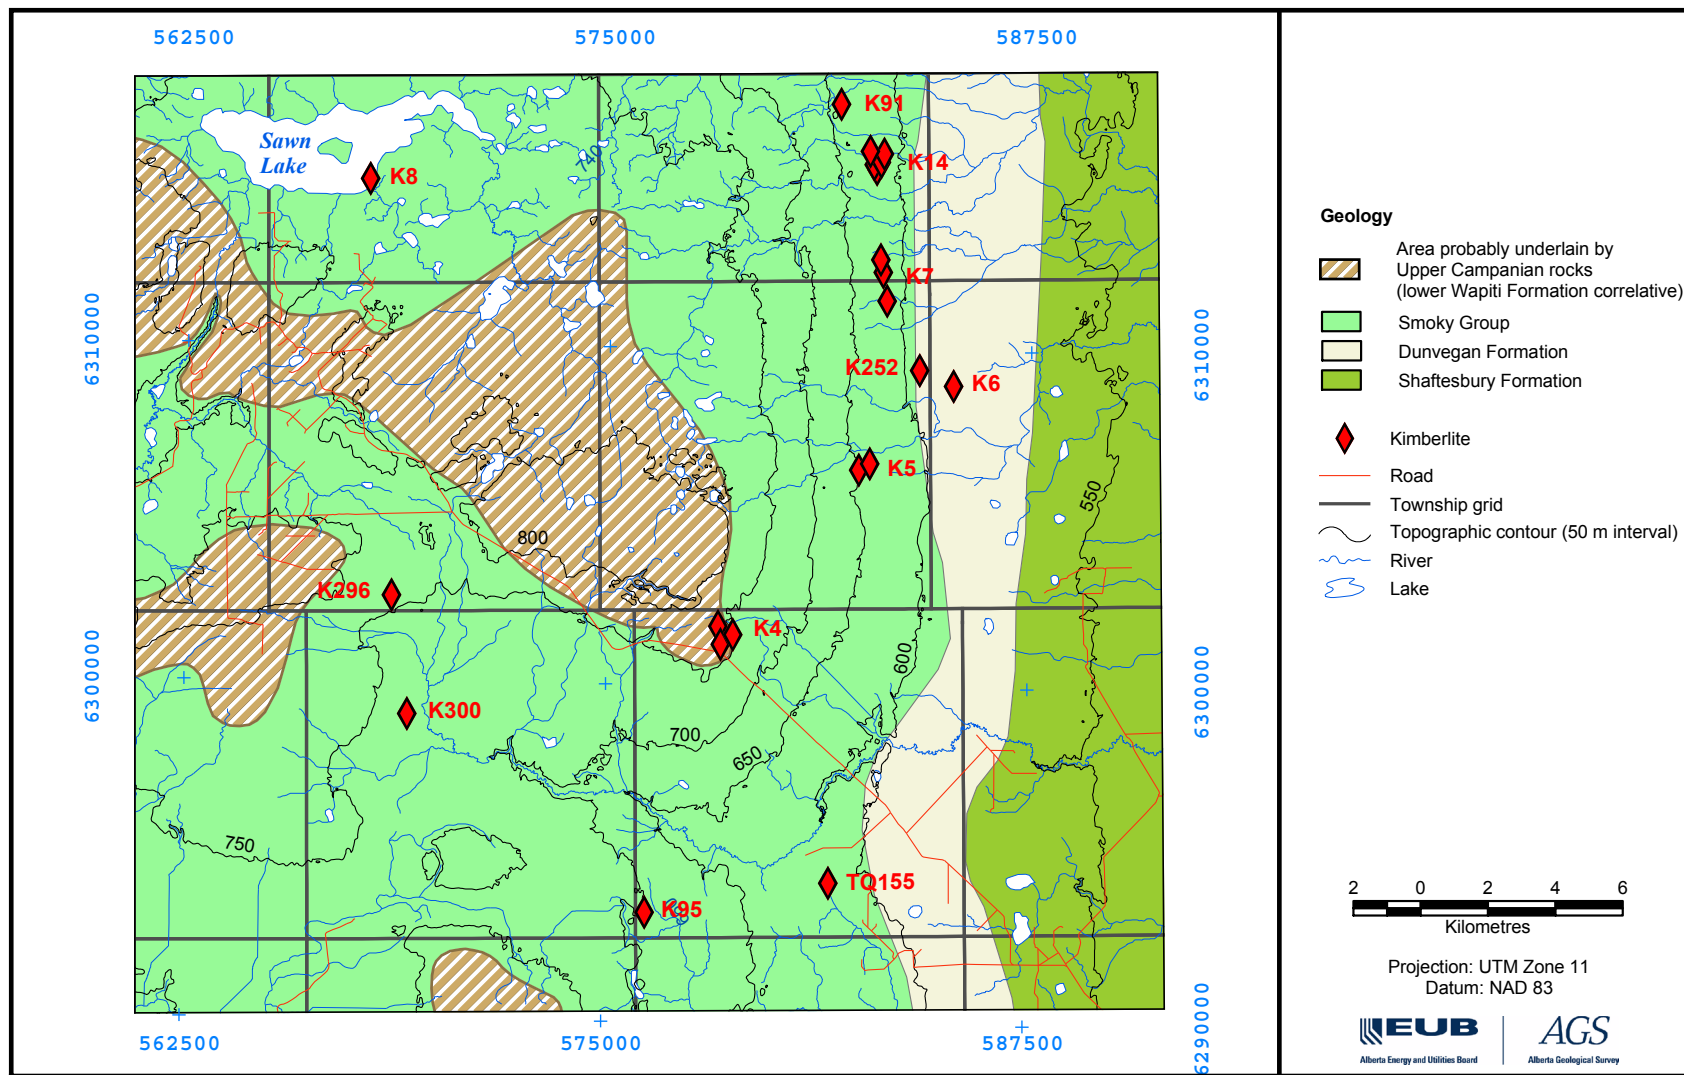 562500 575000 587500
Sawn
Lake
740
K91
K14
K8
K7
6310000
6310000
K252
K6
K5
550
800
K296
K4
600
6300000
6300000
K300
700
650
750
TQ155
K95
562500 575000 587500
6290000
Geology
Area probably underlain by
Upper Campanian rocks
(lower Wapiti Formation correlative)
Smoky Group
Dunvegan Formation
Shaftesbury Formation
Kimberlite
Road
Township grid
Topographic contour (50 m interval)
River
Lake
2 0 2 4 6
Kilometres
Projection: UTM Zone 11
Datum: NAD 83
EUB
Alberta Energy and Utilities Board
AGS
Alberta Geological Survey